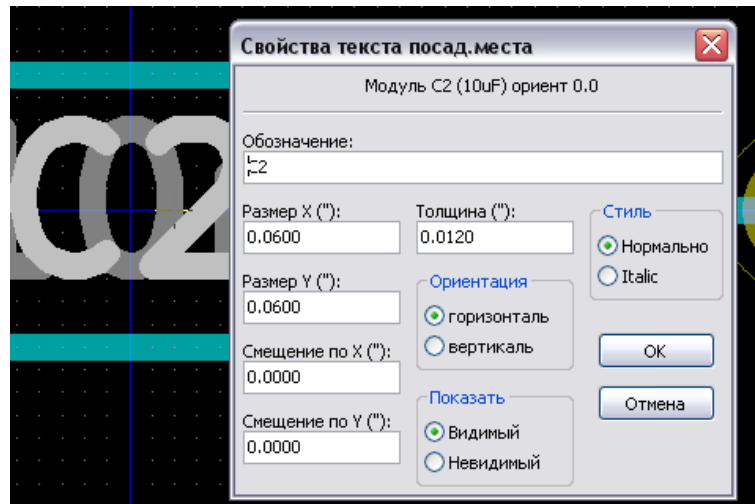 C2
Свойства текста посад.места
Модуль C2 (10uF) ориент 0.0
Обозначение:
C2
Размер X ("):
0.0600
Толщина ("):
0.0120
Стиль
Нормально
Italic
Размер Y ("):
0.0600
Ориентация
горизонталь
вертикаль
Смещение по X ("):
0.0000
OK
Показать
Видимый
Невидимый
Отмена
Смещение по Y ("):
0.0000